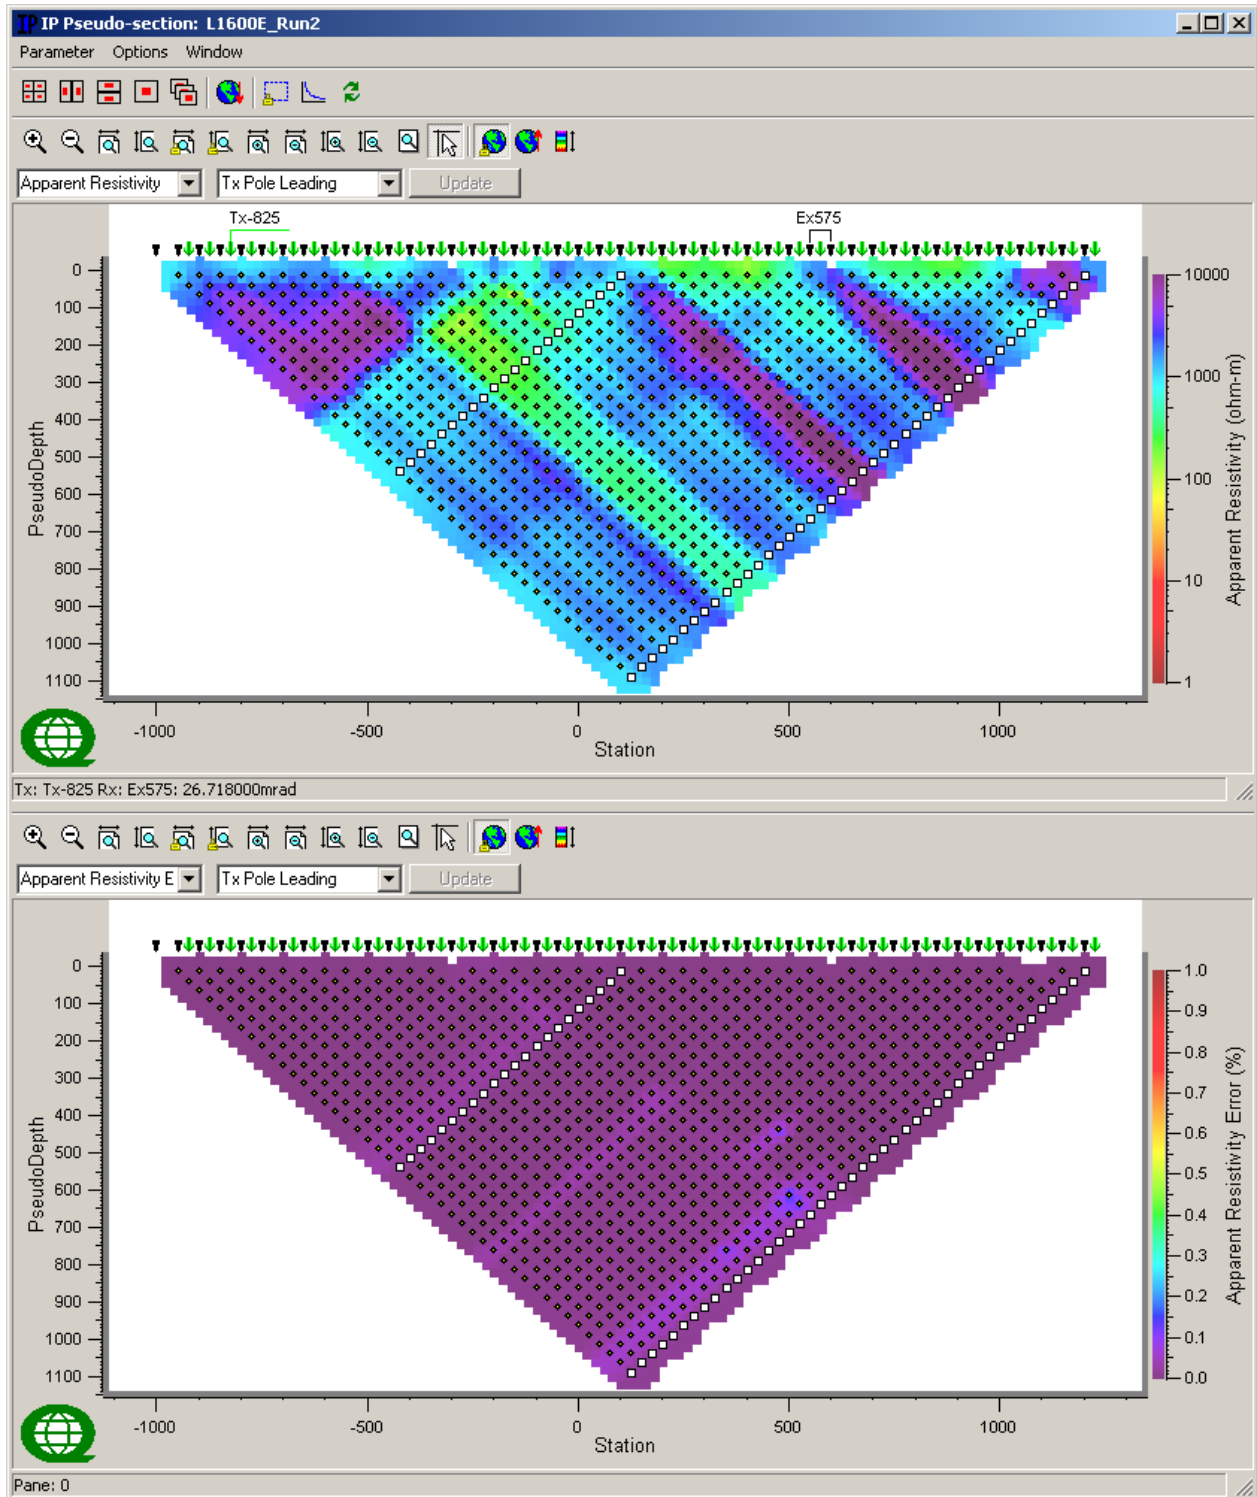 IP IP Pseudo-section: L1600E_Run2
Parameter Options Window
Apparent Resistivity Tx Pole Leading Update
Tx-825 Ex575
0
100
200
300
400
500
600
700
800
900
1000
1100
PseudoDepth
-1000 -500 0 500 1000
Station
10000
1000
100
10
1
Apparent Resistivity (ohm-m)
Tx: Tx-825 Rx: Ex575: 26.718000mrad
Apparent Resistivity E Tx Pole Leading Update
0
100
200
300
400
500
600
700
800
900
1000
1100
PseudoDepth
-1000 -500 0 500 1000
Station
1.0
0.9
0.8
0.7
0.6
0.5
0.4
0.3
0.2
0.1
0.0
Apparent Resistivity Error (%)
Pane: 0